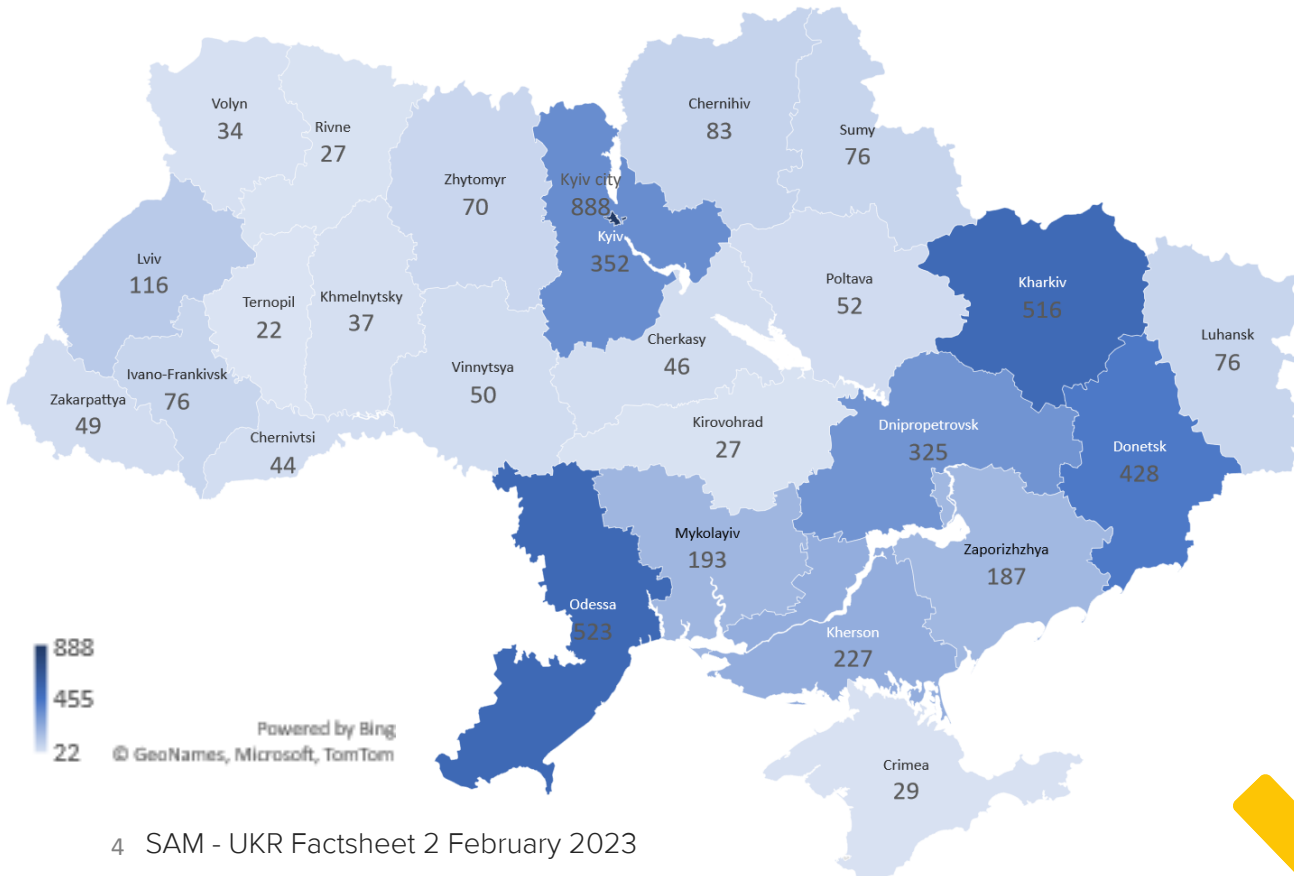 Volyn
34
Rivne
27
Chernihiv
83
Sumy
76
Zhytomyr
70
Kyiv city
888
Kyiv
352
Lviv
116
Ternopil
22
Khmelnytsky
37
Poltava
52
Kharkiv
516
Luhansk
76
Cherkasy
46
Vinnytsya
50
Ivano-Frankivsk
76
Zakarpattya
49
Chernivtsi
44
Kirovohrad
27
Dnipropetrovsk
325
Donetsk
428
Mykolayiv
193
Zaporizhzhya
187
Odessa
523
Kherson
227
Crimea
29
888
455
22
Powered by Bing
© GeoNames, Microsoft, TomTom
4 SAM - UKR Factsheet 2 February 2023